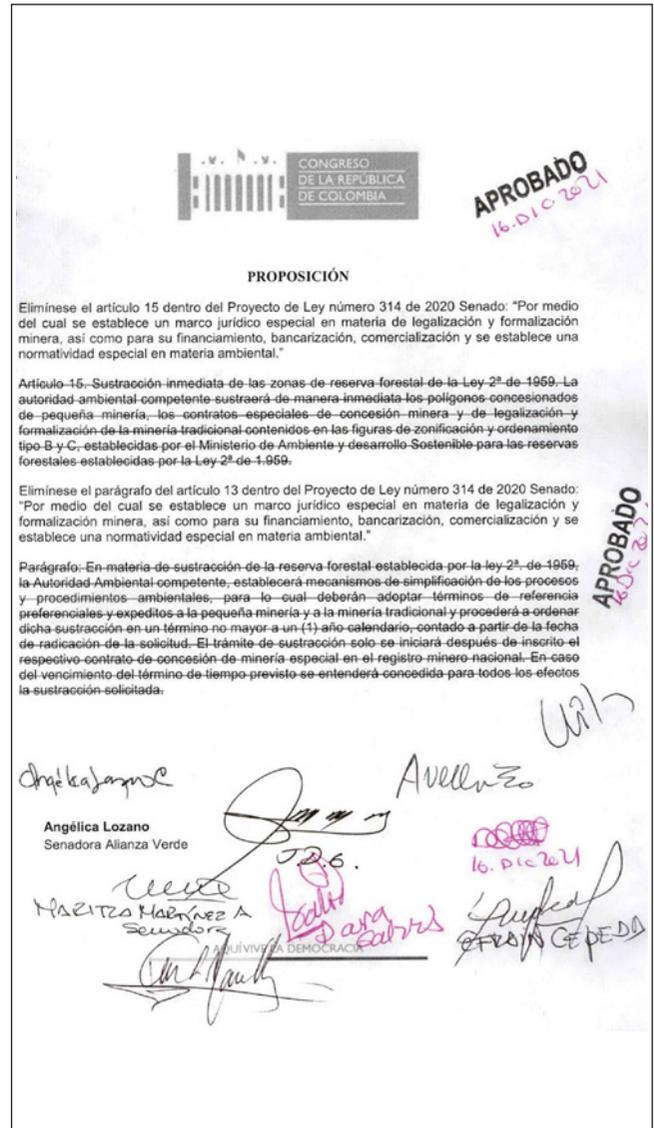 CONGRESO
DE LA REPÚBLICA
DE COLOMBIA
APROBADO
16.DIC 2021
PROPOSICIÓN
Elimínese el artículo 15 dentro del Proyecto de Ley número 314 de 2020 Senado: "Por medio
del cual se establece un marco jurídico especial en materia de legalización y formalización
minera, así como para su financiamiento, bancarización, comercialización y se establece una
normatividad especial en materia ambiental."
Artículo 15. Sustracción inmediata de las zonas de reserva forestal de la Ley 2ª de 1959. La
autoridad ambiental competente sustraerá de manera inmediata los polígonos concesionados
de pequeña minería, los contratos especiales de concesión minera y de legalización y
formalización de la minería tradicional contenidos en las figuras de zonificación y ordenamiento
tipo B y C, establecidas por el Ministerio de Ambiente y desarrollo Sostenible para las reservas
forestales establecidas por la Ley 2ª de 1.959.
Elimínese el parágrafo del artículo 13 dentro del Proyecto de Ley número 314 de 2020 Senado:
"Por medio del cual se establece un marco jurídico especial en materia de legalización y
formalización minera, así como para su financiamiento, bancarización, comercialización y se
establece una normatividad especial en materia ambiental."
APROBADO
16 Dic 2021
Parágrafo: En materia de sustracción de la reserva forestal establecida por la ley 2ª. de 1959,
la Autoridad Ambiental competente, establecerá mecanismos de simplificación de los procesos
y procedimientos ambientales, para lo cual deberán adoptar términos de referencia
preferenciales y expeditos a la pequeña minería y a la minería tradicional y procederá a ordenar
dicha sustracción en un término no mayor a un (1) año calendario, contado a partir de la fecha
de radicación de la solicitud. El trámite de sustracción solo se iniciará después de inscrito el
respectivo contrato de concesión de minería especial en el registro minero nacional. En caso
del vencimiento del término de tiempo previsto se entenderá concedida para todos los efectos
la sustracción solicitada.
Angélica Lozano C
Angélica Lozano
Senadora Alianza Verde
J.D.G.
16. Dic 2021
MARITZA MARTÍNEZ A
Senadora
EFRAIN CEPEDA
AQUÍ VIVE LA DEMOCRACIA